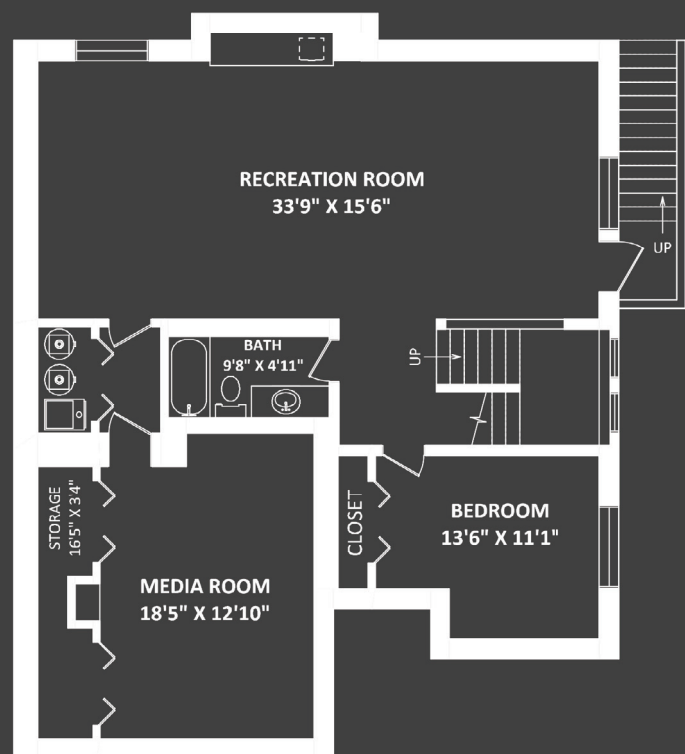 RECREATION ROOM
33'9" X 15'6"
UP
BATH
9'8" X 4'11"
UP
STORAGE
16'5" X 3'4"
CLOSET
BEDROOM
13'6" X 11'1"
MEDIA ROOM
18'5" X 12'10"